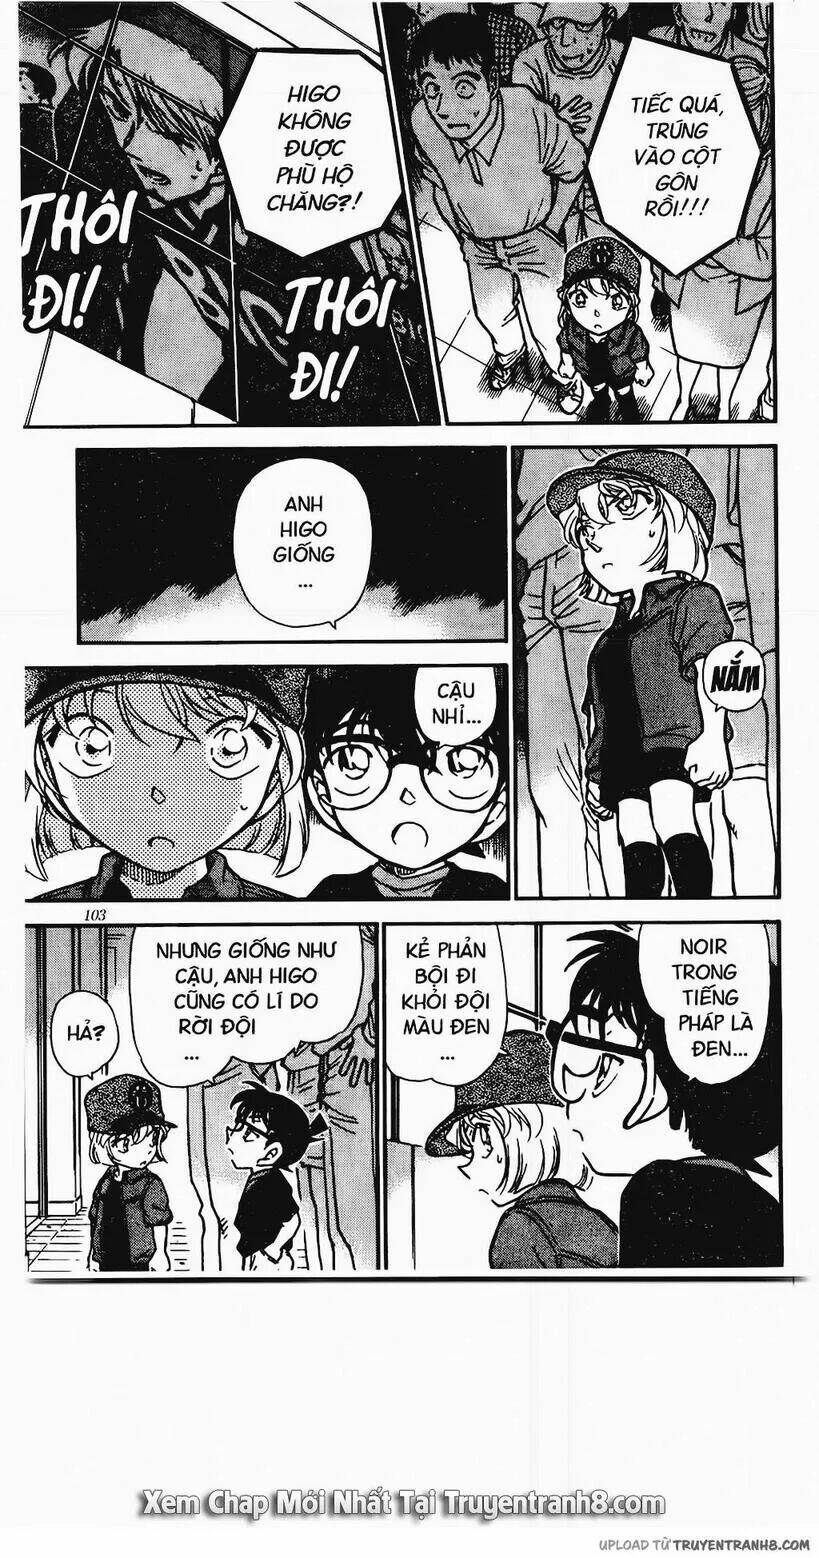 TIẾC QUÁ,
TRÚNG
VÀO CỘT
GÔN
RỒI!!!
HIGO
KHÔNG
ĐƯỢC
PHÙ HỘ
CHĂNG?!
THÔI
ĐI!
THÔI
ĐI!
NẮM
ANH
HIGO
GIỐNG
...
CẬU
NHỈ...
103
NOIR
TRONG
TIẾNG
PHÁP LÀ
ĐEN...
KẺ PHẢN
BỘI ĐI
KHỎI ĐỘI
MÀU ĐEN
...
NHƯNG GIỐNG NHƯ
CẬU, ANH HIGO
CŨNG CÓ LÍ DO
RỜI ĐỘI
...
HẢ?
Xem Chap Mới Nhất Tại Truyentranh8.com
UPLOAD TỪ TRUYENTRANH8.COM